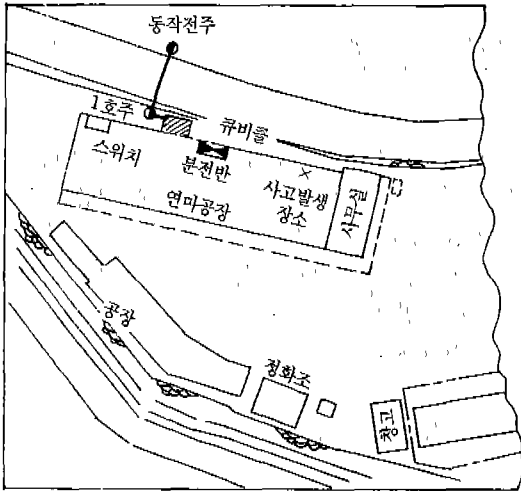 동작전주
1호주
큐비클
스위치
분전반
사고발생
장소
사무실
연마공장
공장
정화조
창고